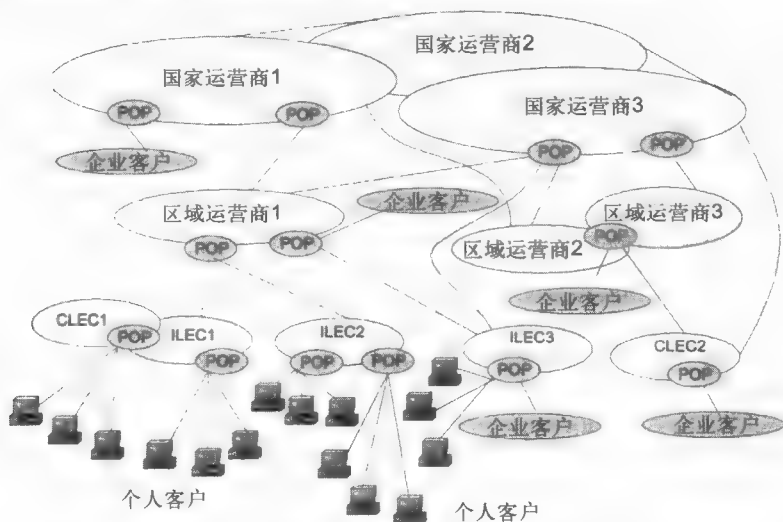 国家运营商2
国家运营商1
国家运营商3
POP
POP
POP
POP
企业客户
企业客户
区域运营商1
区域运营商3
POP
POP
POP
区域运营商2
企业客户
CLEC1
ILEC1
ILEC2
ILEC3
CLEC2
POP
POP
POP
POP
POP
POP
企业客户
企业客户
个人客户
个人客户